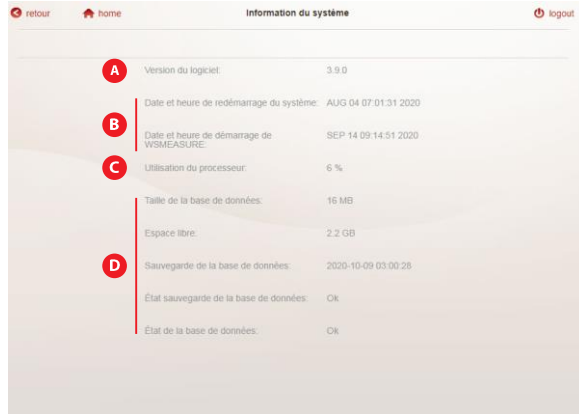 retour home Information du système logout
A Version du logiciel: 3.9.0
Date et heure de redémarrage du système: AUG 04 07:01:31 2020
B
Date et heure de démarrage de WSMEASURE: SEP 14 09:14:51 2020
C Utilisation du processeur: 6 %
Taille de la base de données: 16 MB
Espace libre: 2.2 GB
D Sauvegarde de la base de données: 2020-10-09 03:00:28
État sauvegarde de la base de données: Ok
État de la base de données: Ok